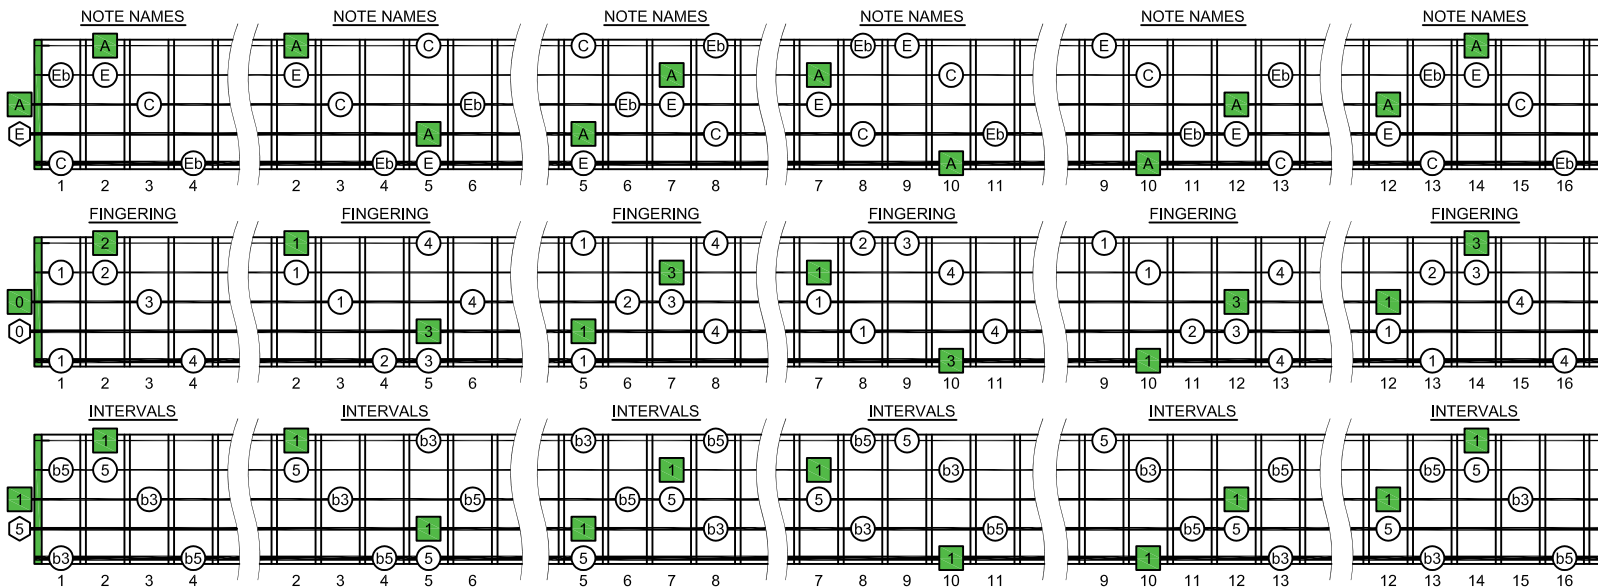 NOTE NAMES NOTE NAMES NOTE NAMES NOTE NAMES NOTE NAMES NOTE NAMES
A A C C Eb Eb E E A
Eb E E A A C C Eb Eb E
A C C Eb Eb E E A A C
E A A C C Eb Eb E E
C Eb Eb E E A A C C Eb
1 2 3 4 2 3 4 5 6 5 6 7 8 7 8 9 10 11 9 10 11 12 13 12 13 14 15 16
FINGERING FINGERING FINGERING FINGERING FINGERING FINGERING
2 1 4 1 4 2 3 1 3
1 2 1 3 1 4 1 4 2 3
0 3 1 4 2 3 1 3 1 4
0 3 1 4 1 4 2 3 1
1 4 2 3 1 3 1 4 1 4
1 2 3 4 2 3 4 5 6 5 6 7 8 7 8 9 10 11 9 10 11 12 13 12 13 14 15 16
INTERVALS INTERVALS INTERVALS INTERVALS INTERVALS INTERVALS
1 1 b3 b3 b5 b5 5 5 1
b5 5 5 1 1 b3 b3 b5 b5 5
1 b3 b3 b5 b5 5 5 1 1 b3
5 1 1 b3 b3 b5 b5 5 5
b3 b5 b5 5 5 1 1 b3 b3 b5
1 2 3 4 2 3 4 5 6 5 6 7 8 7 8 9 10 11 9 10 11 12 13 12 13 14 15 16